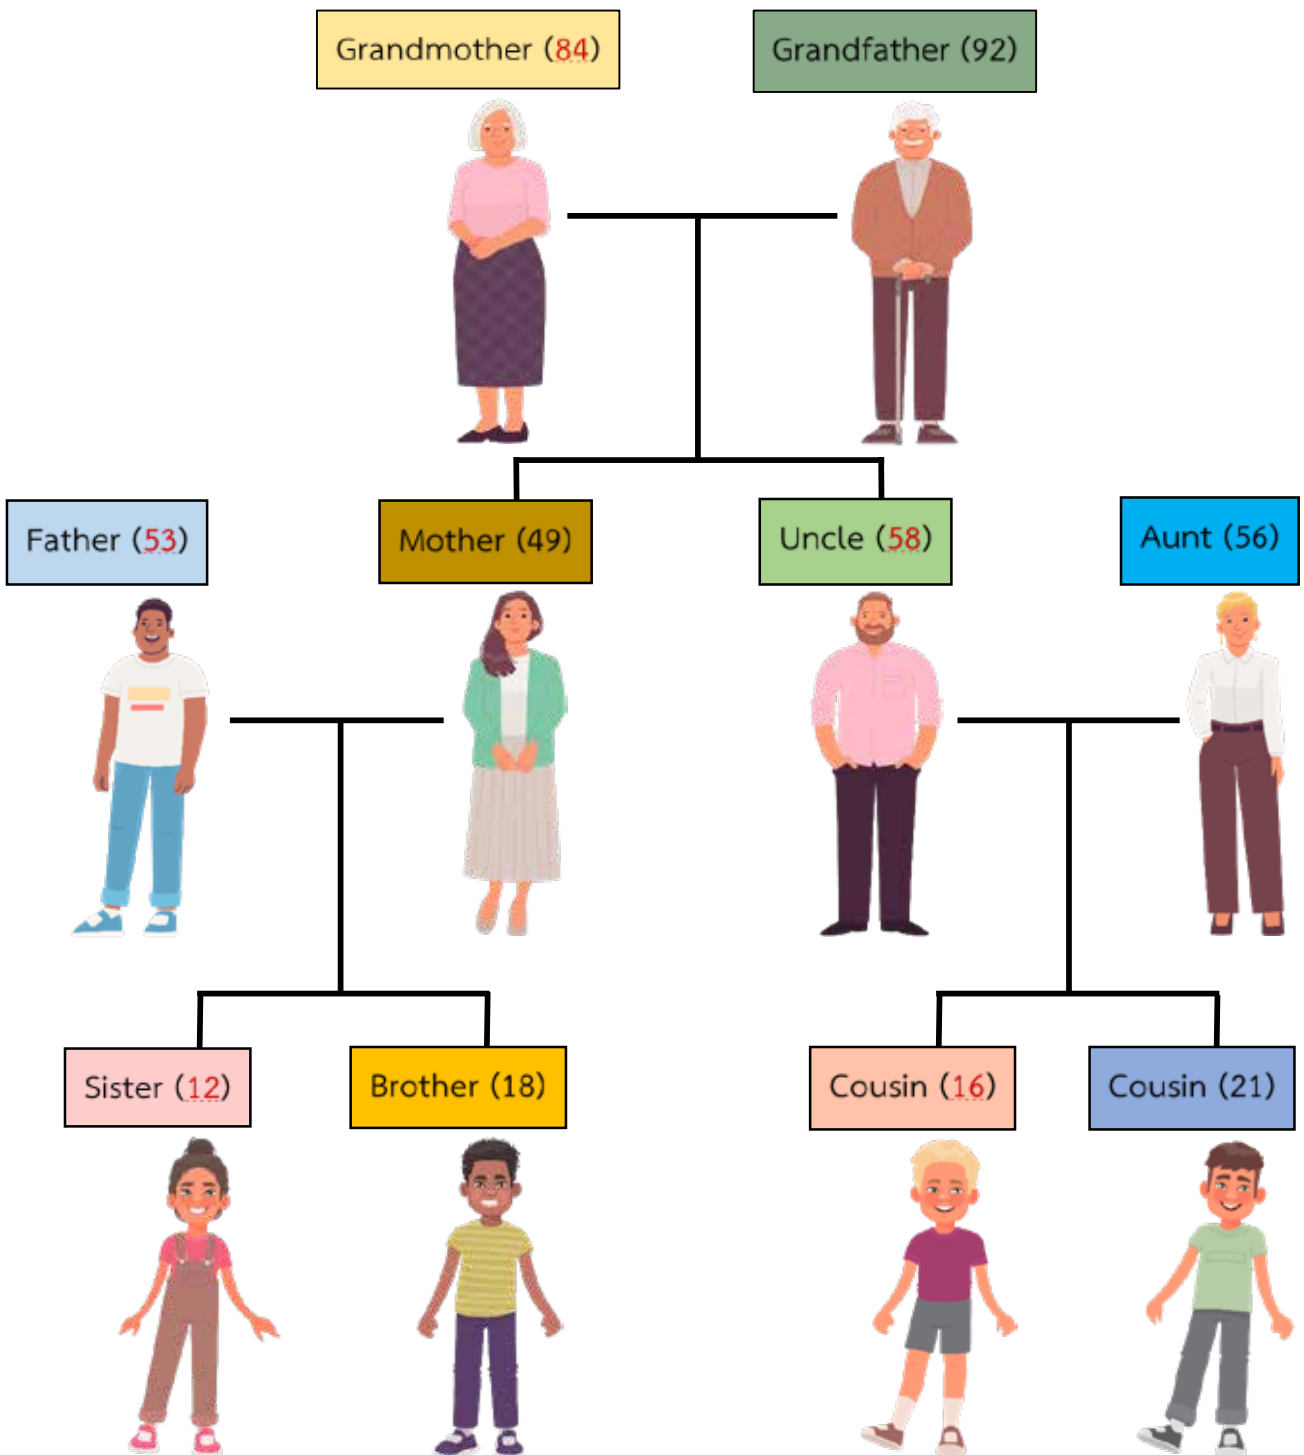 Grandmother (84)
Grandfather (92)
Father (53)
Mother (49)
Uncle (58)
Aunt (56)
Sister (12)
Brother (18)
Cousin (16)
Cousin (21)